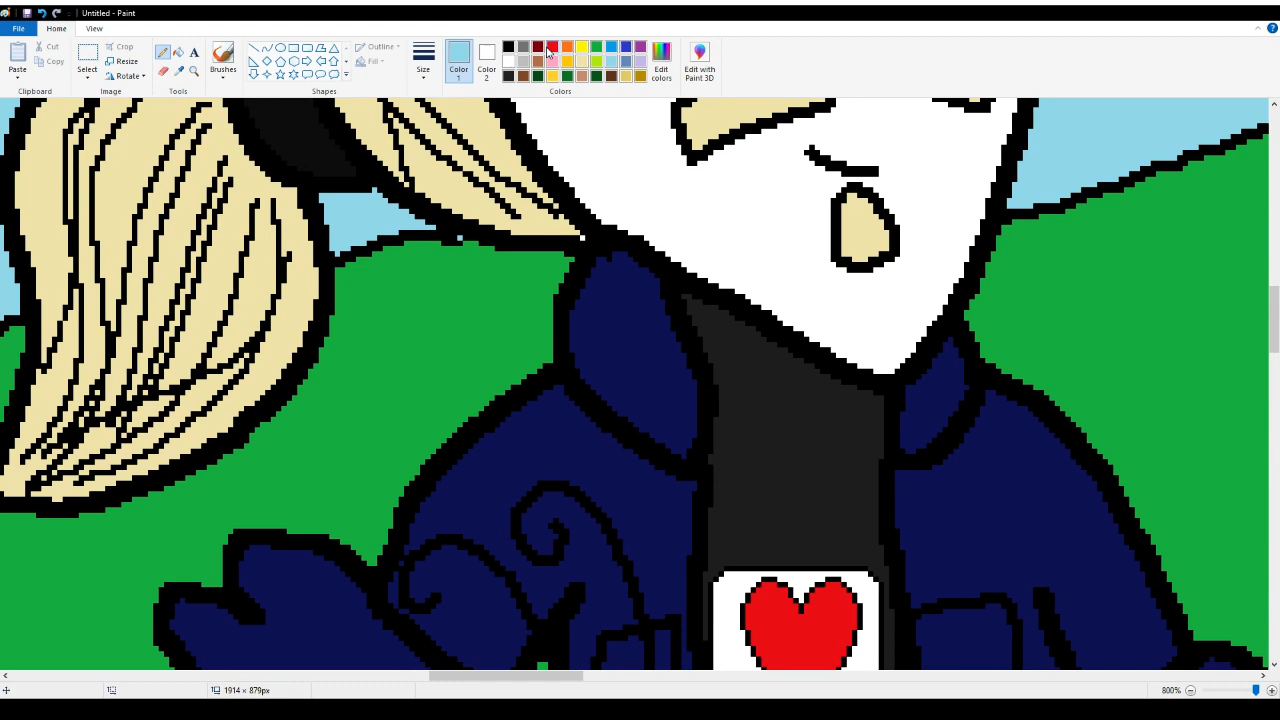 Untitled - Paint
File Home View
Paste
Cut
Copy
Clipboard
Select
Crop
Resize
Rotate
Image
A
Tools
Brushes
Shapes
Outline
Fill
Size
Color 1
Color 2
Colors
Edit colors
Edit with Paint 3D
1914 × 879px
800%